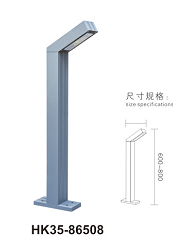 尺寸规格:
size specifications
600-800
HK35-86508